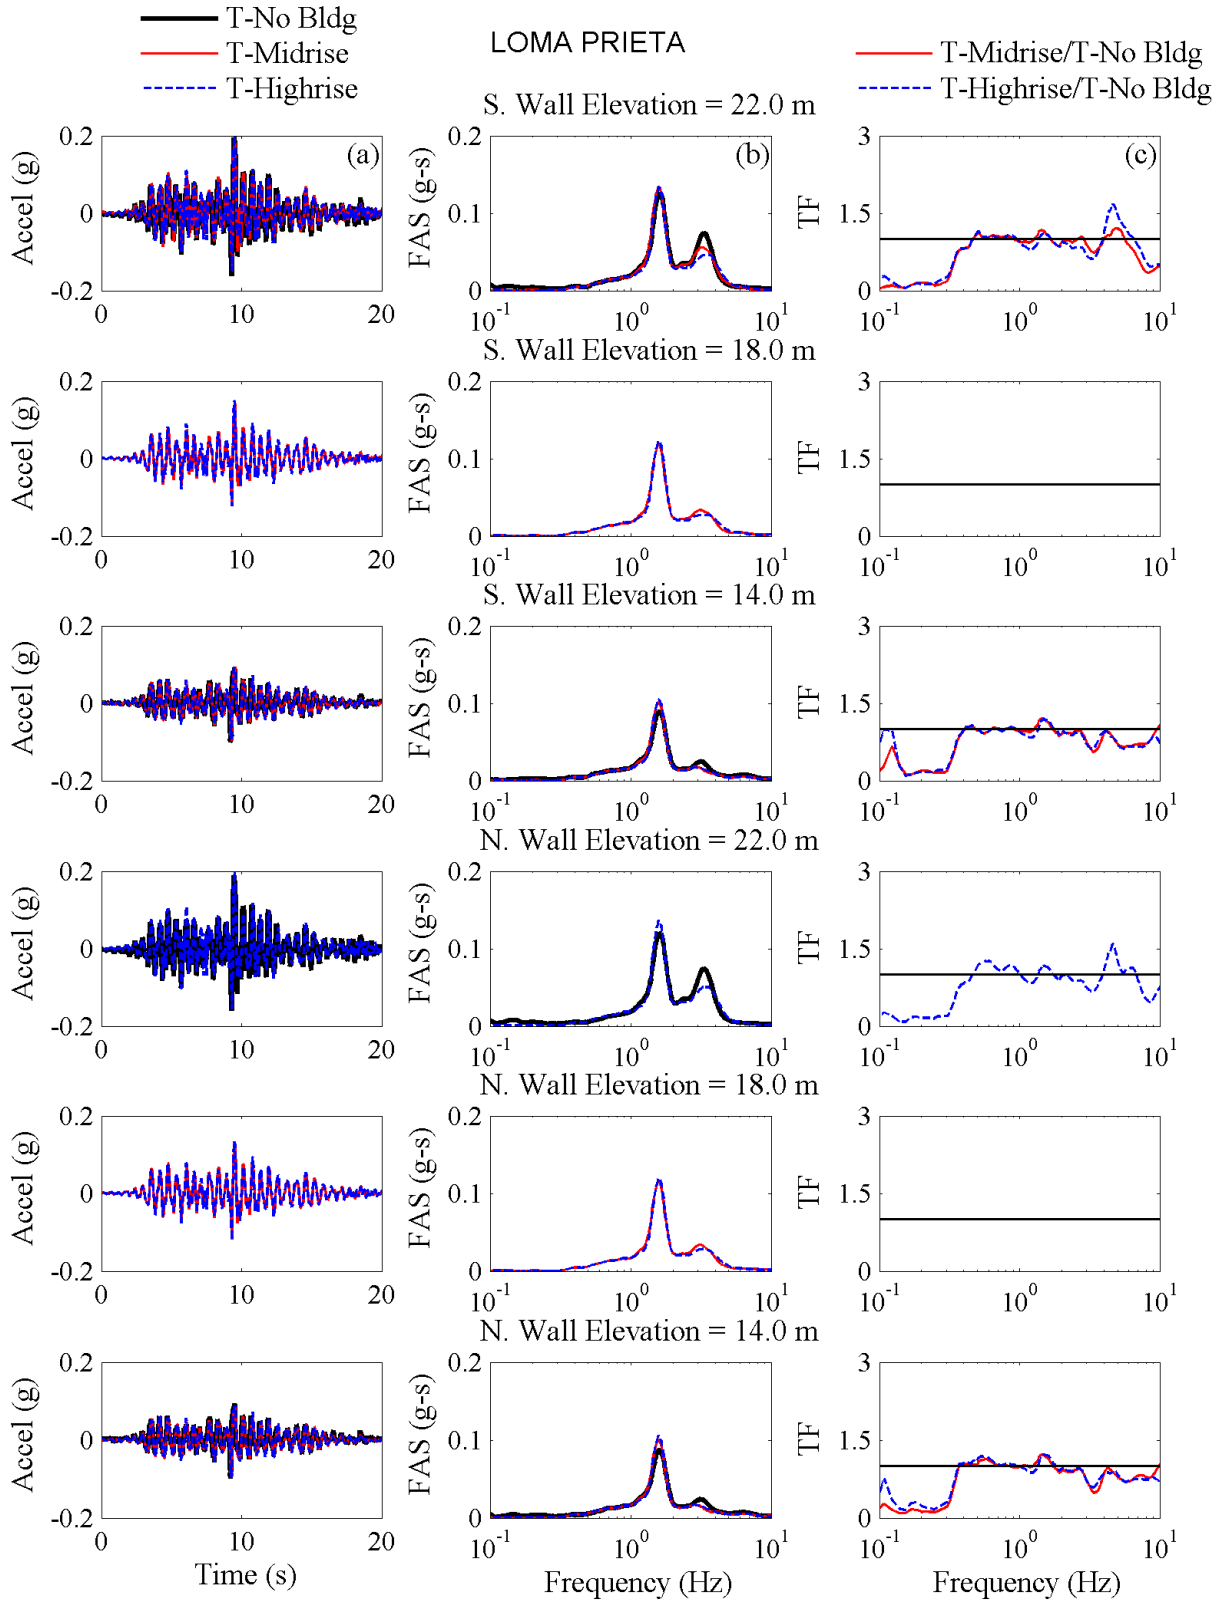 T-No Bldg
T-Midrise
T-Highrise
LOMA PRIETA
T-Midrise/T-No Bldg
T-Highrise/T-No Bldg
S. Wall Elevation = 22.0 m
Accel (g)
0.2
0
-0.2
(a)
0 10 20
FAS (g-s)
0.2
0.1
0
(b)
10^-1 10^0 10^1
TF
3
1.5
0
(c)
10^-1 10^0 10^1
S. Wall Elevation = 18.0 m
Accel (g)
0.2
0
-0.2
0 10 20
FAS (g-s)
0.2
0.1
0
10^-1 10^0 10^1
TF
3
1.5
0
10^-1 10^0 10^1
S. Wall Elevation = 14.0 m
Accel (g)
0.2
0
-0.2
0 10 20
FAS (g-s)
0.2
0.1
0
10^-1 10^0 10^1
TF
3
1.5
0
10^-1 10^0 10^1
N. Wall Elevation = 22.0 m
Accel (g)
0.2
0
-0.2
0 10 20
FAS (g-s)
0.2
0.1
0
10^-1 10^0 10^1
TF
3
1.5
0
10^-1 10^0 10^1
N. Wall Elevation = 18.0 m
Accel (g)
0.2
0
-0.2
0 10 20
FAS (g-s)
0.2
0.1
0
10^-1 10^0 10^1
TF
3
1.5
0
10^-1 10^0 10^1
N. Wall Elevation = 14.0 m
Accel (g)
0.2
0
-0.2
0 10 20
Time (s)
FAS (g-s)
0.2
0.1
0
10^-1 10^0 10^1
Frequency (Hz)
TF
3
1.5
0
10^-1 10^0 10^1
Frequency (Hz)